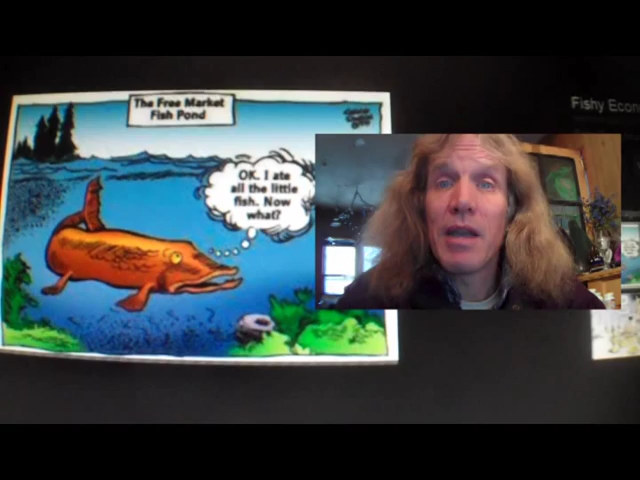 The Free Market
Fish Pond
Fishy Econ
OK. I ate
all the little
fish. Now
what?